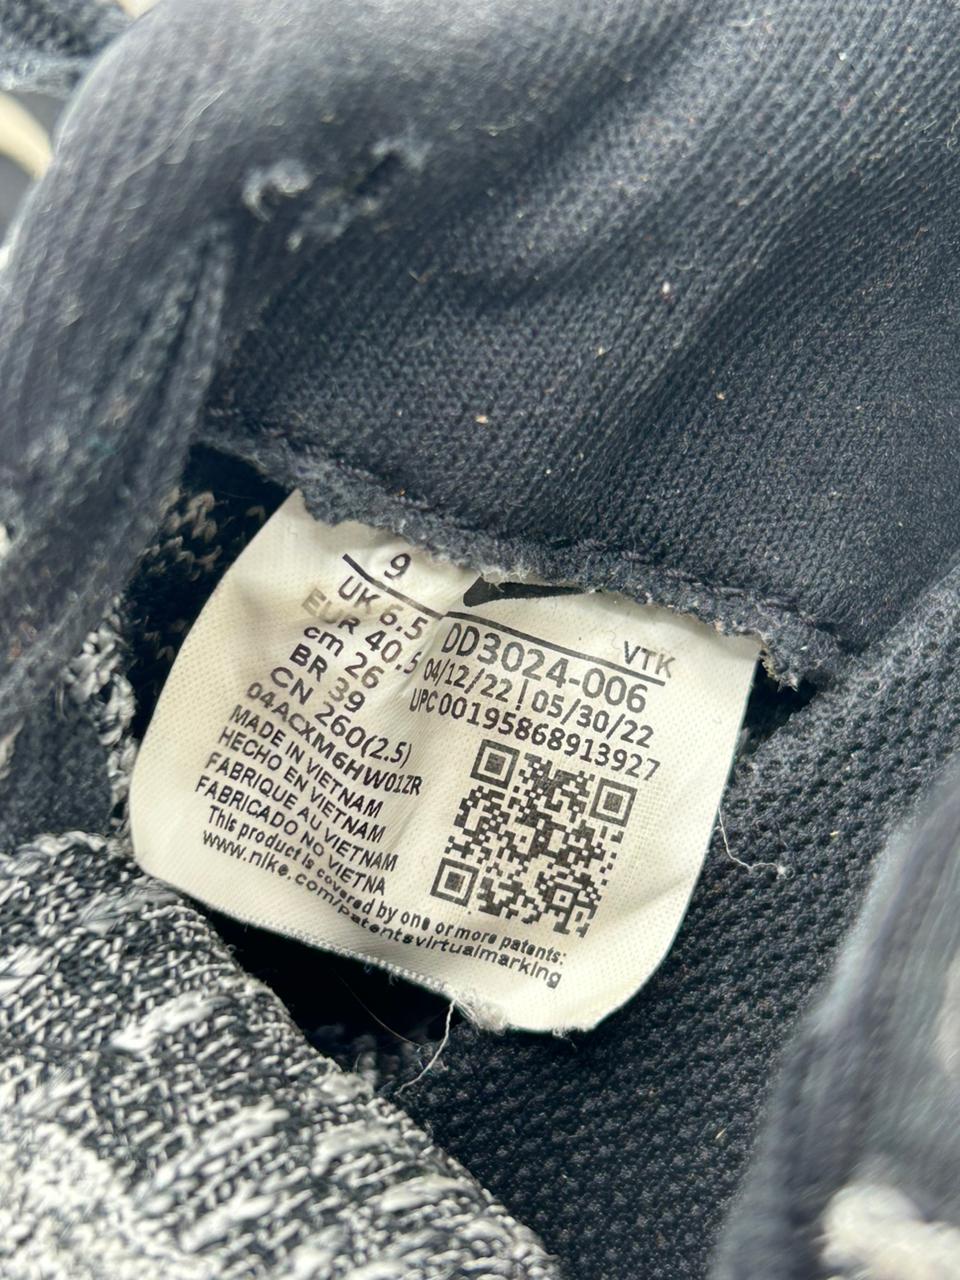 9
UK 6.5
EUR 40.5
cm 26
BR 39
CN 260(2.5)
04ACXM6HW01ZR
MADE IN VIETNAM
HECHO EN VIETNAM
FABRIQUE AU VIETNAM
FABRICADO NO VIETNA
This product is covered by one or more patents:
www.nike.com/patentsvirtualmarking
VTK
DD3024-006
04/12/22 | 05/30/22
UPC 00195868913927